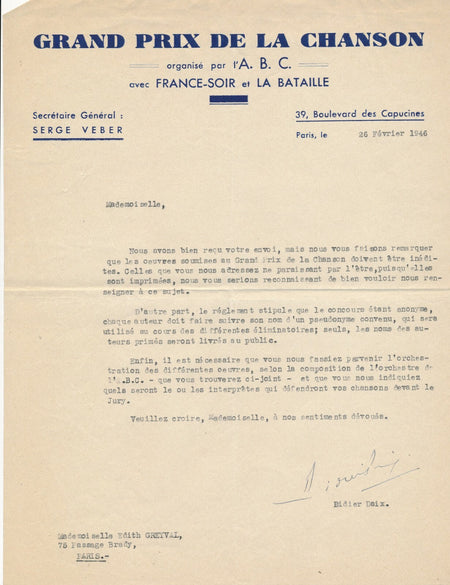 GRAND PRIX DE LA CHANSON
organisé par l'A. B. C.
avec FRANCE-SOIR et LA BATAILLE
Secrétaire Général :
SERGE VEBER
39, Boulevard des Capucines
Paris, le 26 Février 1946
Mademoiselle,
Nous avons bien reçu votre envoi, mais nous vous faisons remarquer
que les oeuvres soumises au Grand Prix de la Chanson doivent être inédi-
tes. Celles que vous nous adressez ne paraissant pas l'être,puisqu'elles
sont imprimées, nous vous serions reconnaissant de bien vouloir nous ren-
seigner à ce sujet.
D'autre part, le réglement stipule que le concours étant anonyme,
chaque auteur doit faire suivre son nom d'un pseudonyme convenu, qui sera
utilisé au cours des différentes éliminatoires; seuls, les noms des au-
teurs primés seront livrés au public.
Enfin, il est nécessaire que vous nous fassiez parvenir l'orches-
tration des différentes oeuvres, selon la composition de l'orchestre de
l'A.B.C. - que vous trouverez ci-joint - et que vous nous indiquiez
quels seront le ou les interprêtes qui défendront vos chansons devant le
Jury.
Veuillez croire, Mademoiselle, à nos sentiments dévoués.
Didier Daix.
Mademoiselle Edith GREYVAL,
75 Passage Brady,
PARIS.-